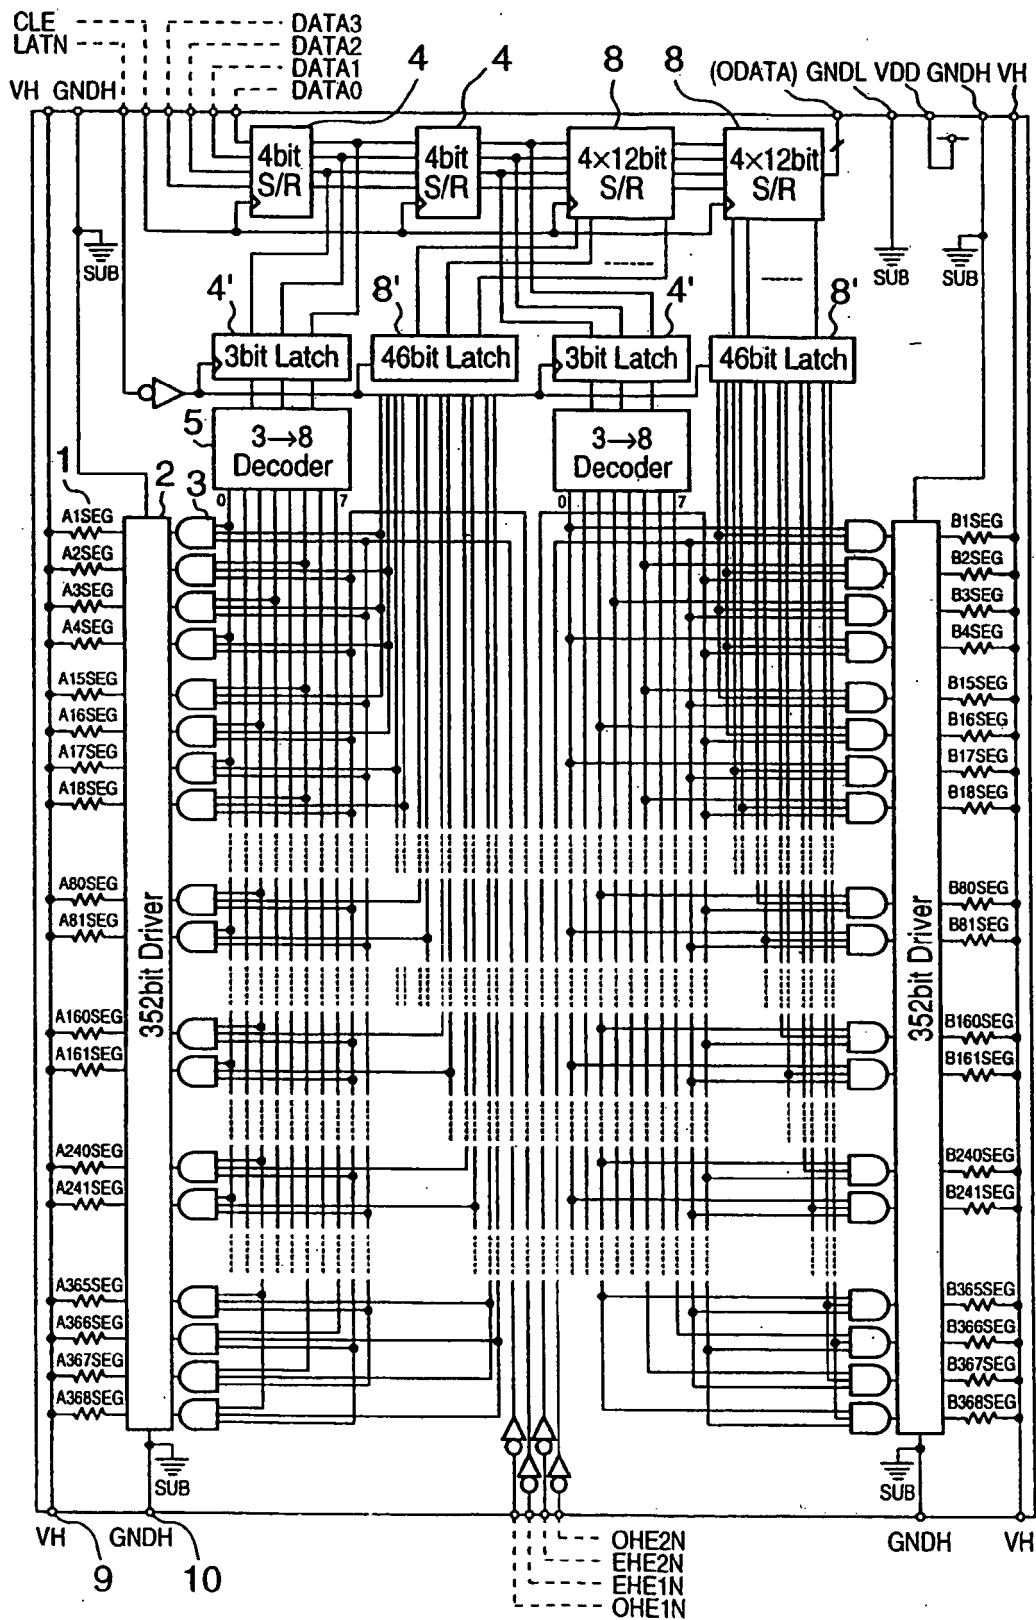 CLE
LATN
DATA3
DATA2
DATA1
DATA0
4
4
8
8
(ODATA) GNDL VDD GNDH VH
VH GNDH
4bit
S/R
4bit
S/R
4×12bit
S/R
4×12bit
S/R
SUB
SUB
SUB
4'
8'
4'
8'
3bit Latch
46bit Latch
3bit Latch
46bit Latch
5
3→8
Decoder
3→8
Decoder
0 7
0 7
1
2
3
A1SEG
A2SEG
A3SEG
A4SEG
A15SEG
A16SEG
A17SEG
A18SEG
A80SEG
A81SEG
A160SEG
A161SEG
A240SEG
A241SEG
A365SEG
A366SEG
A367SEG
A368SEG
352bit Driver
352bit Driver
B1SEG
B2SEG
B3SEG
B4SEG
B15SEG
B16SEG
B17SEG
B18SEG
B80SEG
B81SEG
B160SEG
B161SEG
B240SEG
B241SEG
B365SEG
B366SEG
B367SEG
B368SEG
SUB
SUB
VH
GNDH
9
10
OHE2N
EHE2N
EHE1N
OHE1N
GNDH
VH